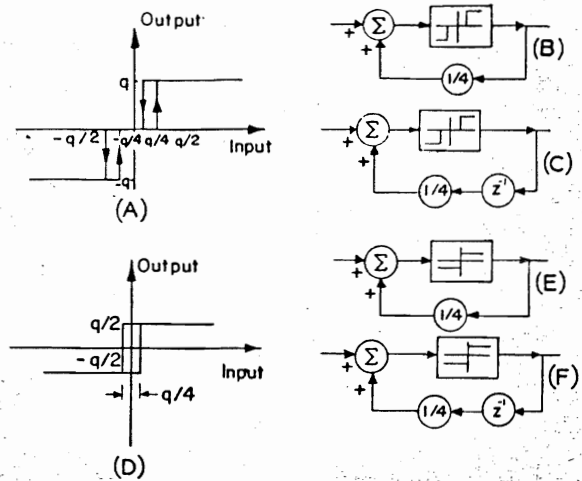 Output
q
-q/2 -q/4 q/4 q/2 Input
-q
(A)
Σ
+
+
1/4
(B)
Σ
+
+
1/4
z⁻¹
(C)
Output
q/2
-q/2
Input
q/4
(D)
Σ
+
+
1/4
(E)
Σ
+
+
1/4
z⁻¹
(F)